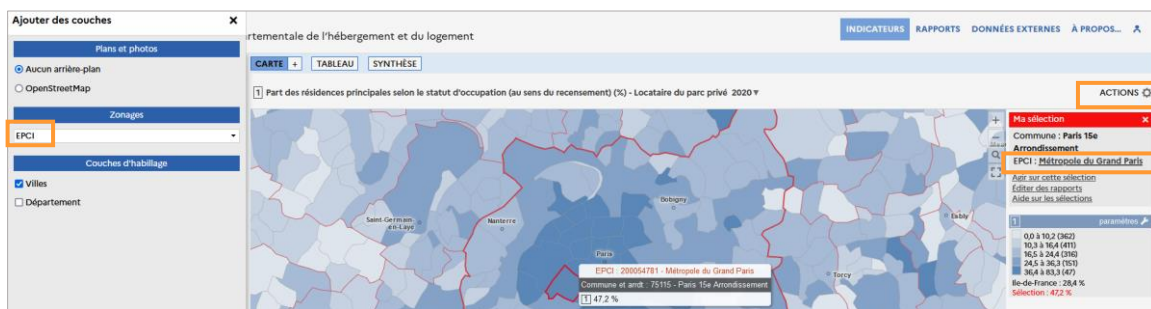 Ajouter des couches ×
Plans et photos
Aucun arrière-plan
OpenStreetMap
Zonages
EPCI
Couches d'habillage
Villes
Département
rtementale de l'hébergement et du logement
INDICATEURS RAPPORTS DONNÉES EXTERNES À PROPOS...
CARTE + TABLEAU SYNTHÈSE
1 Part des résidences principales selon le statut d'occupation (au sens du recensement) (%) - Locataire du parc privé 2020 ▾
ACTIONS
Saint-Germain-en-Laye
Nanterre
Bobigny
Paris
Torcy
EPCI : 200054781 - Métropole du Grand Paris
Commune et arrdt : 75115 - Paris 15e Arrondissement
1 47,2 %
+
−
Ma sélection ×
Commune : Paris 15e
Arrondissement
EPCI : Métropole du Grand Paris
Agir sur cette sélection
Éditer des rapports
Aide sur les sélections
1 paramètres
0,0 à 10,2 (362)
10,3 à 16,4 (411)
16,5 à 24,4 (316)
24,5 à 36,3 (151)
36,4 à 83,3 (47)
Ile-de-France : 28,4 %
Sélection : 47,2 %